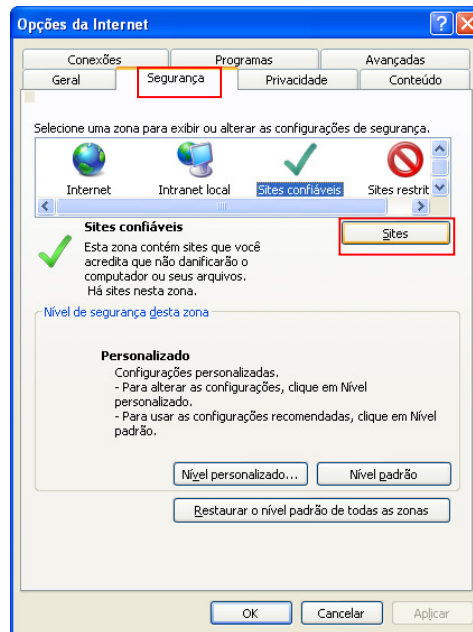 Opções da Internet
Conexões Programas Avançadas
Geral Segurança Privacidade Conteúdo
Selecione uma zona para exibir ou alterar as configurações de segurança.
Internet Intranet local Sites confiáveis Sites restrit
Sites confiáveis
Sites
Esta zona contém sites que você
acredita que não danificarão o
computador ou seus arquivos.
Há sites nesta zona.
Nível de segurança desta zona
Personalizado
Configurações personalizadas.
- Para alterar as configurações, clique em Nível
personalizado.
- Para usar as configurações recomendadas, clique em Nível
padrão.
Nível personalizado... Nível padrão
Restaurar o nível padrão de todas as zonas
OK Cancelar Aplicar